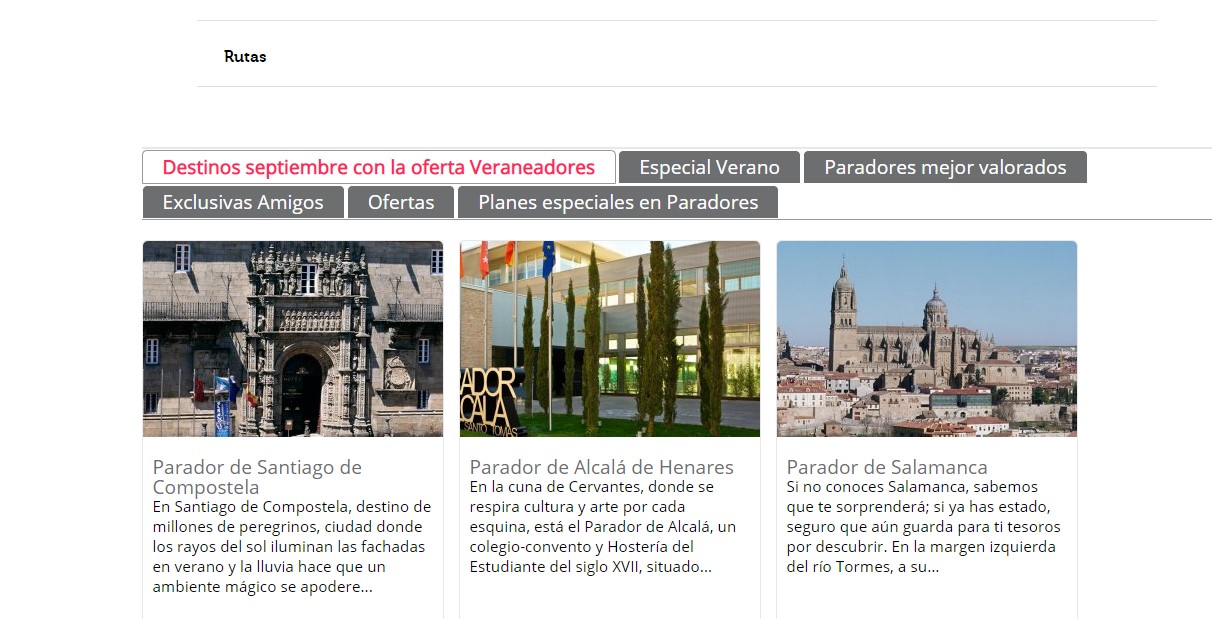 Rutas
Destinos septiembre con la oferta Veraneadores
Especial Verano
Paradores mejor valorados
Exclusivas Amigos
Ofertas
Planes especiales en Paradores
ADOR
CALA
SANTO TOMAS
Parador de Santiago de
Compostela
En Santiago de Compostela, destino de
millones de peregrinos, ciudad donde
los rayos del sol iluminan las fachadas
en verano y la lluvia hace que un
ambiente mágico se apodere...
Parador de Alcalá de Henares
En la cuna de Cervantes, donde se
respira cultura y arte por cada
esquina, está el Parador de Alcalá, un
colegio-convento y Hostería del
Estudiante del siglo XVII, situado...
Parador de Salamanca
Si no conoces Salamanca, sabemos
que te sorprenderá; si ya has estado,
seguro que aún guarda para ti tesoros
por descubrir. En la margen izquierda
del río Tormes, a su...